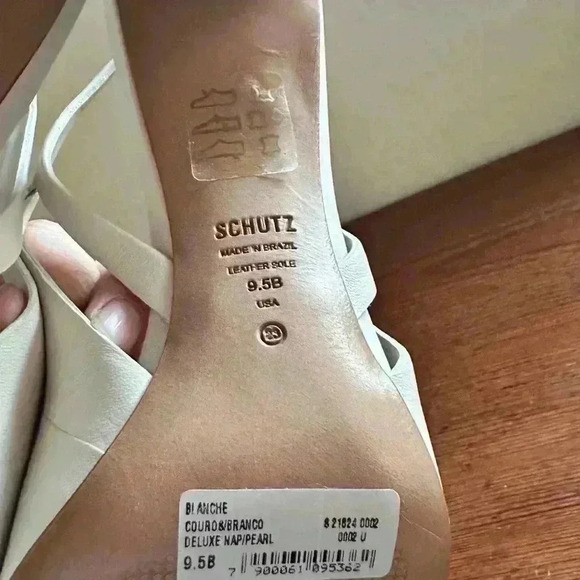 SCHUTZ
MADE IN BRAZIL
LEATHER SOLE
9.5B
USA
33
BLANCHE
COURO&/BRANCO S 21824 0002
DELUXE NAP/PEARL 0002 U
9.5B
7 900061 095362